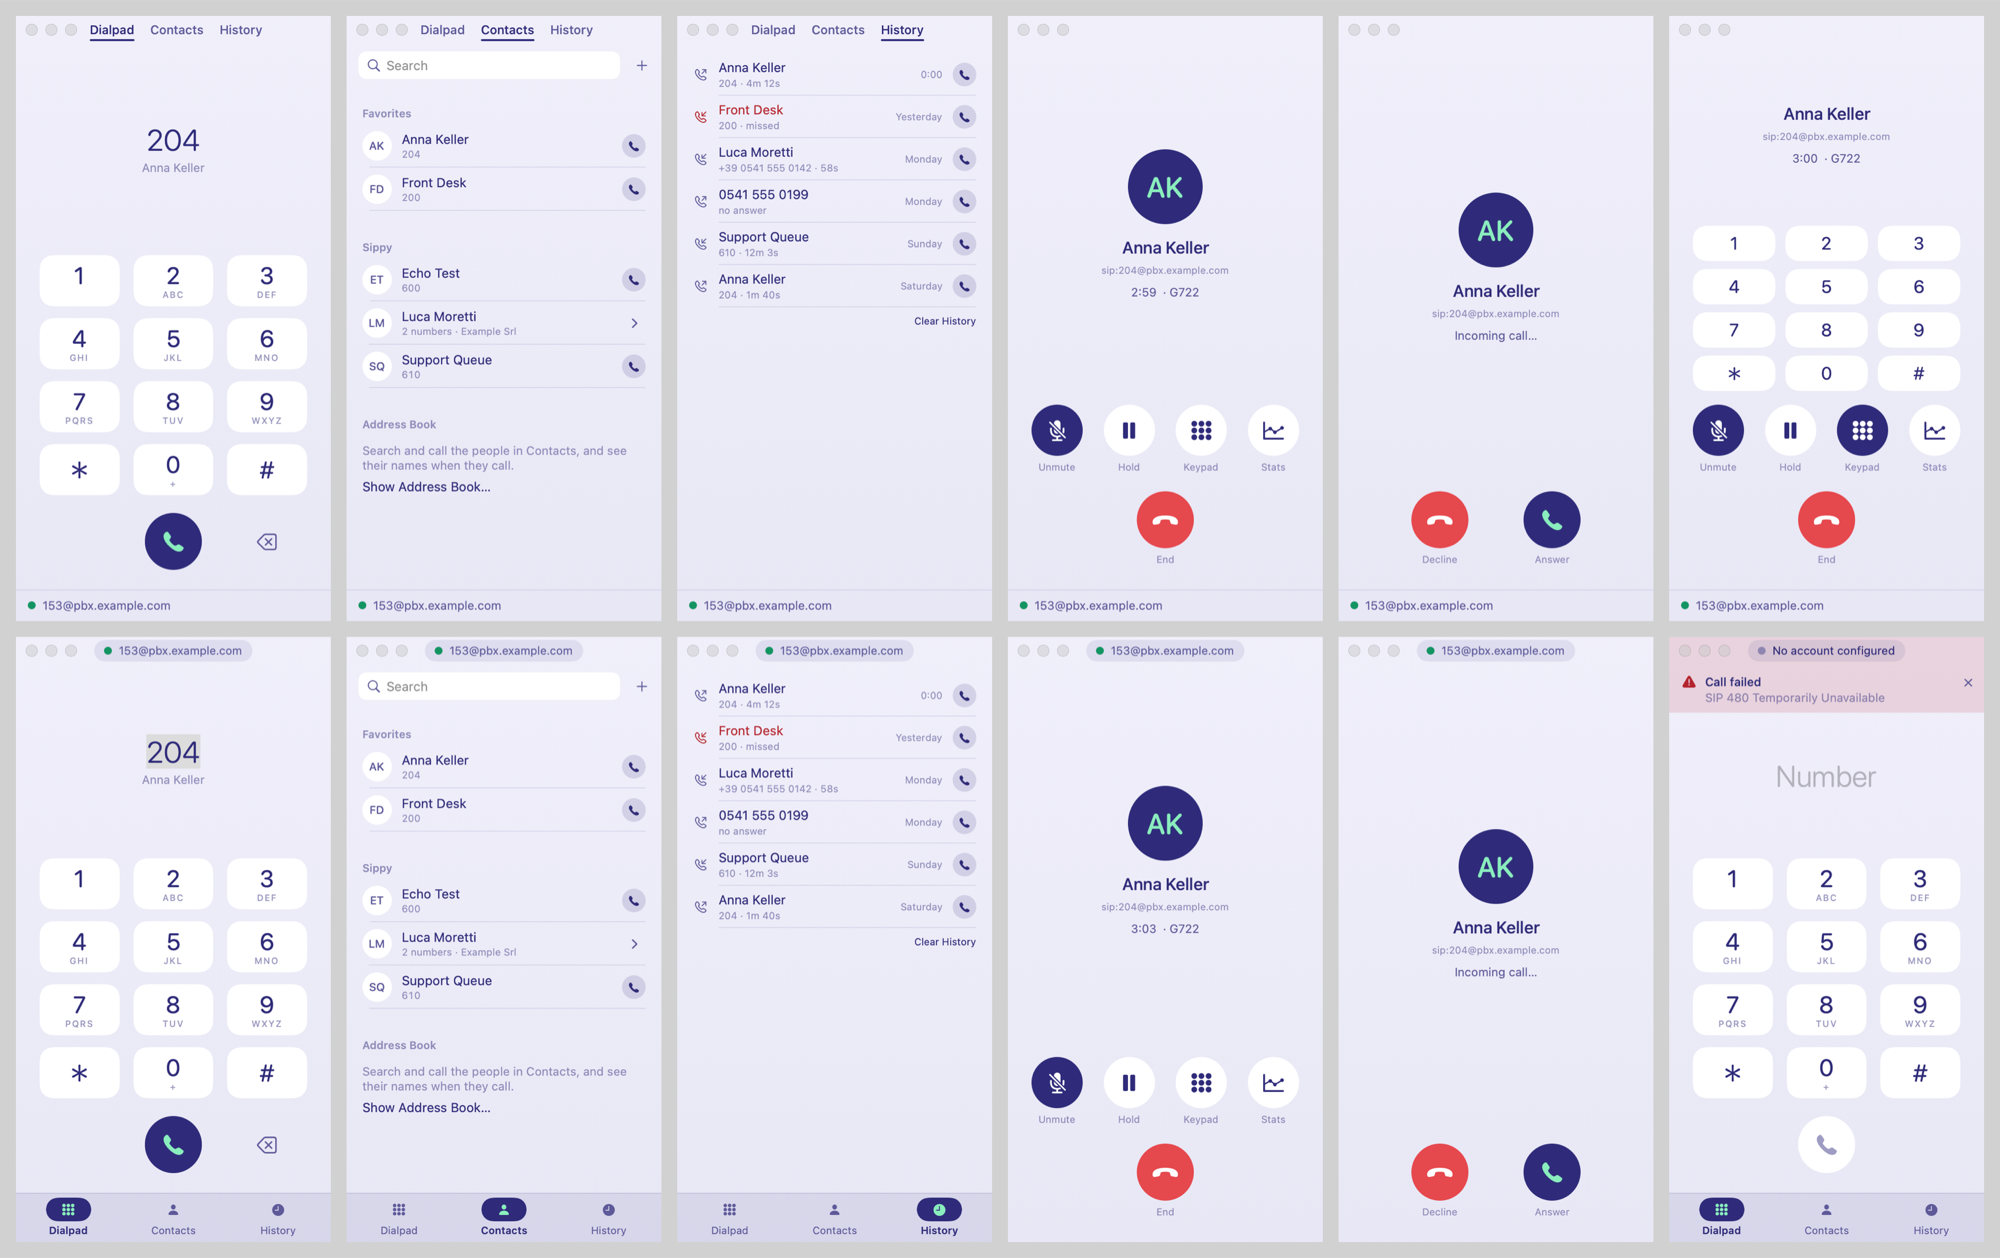 Dialpad Contacts History
204
Anna Keller
1 2 3
ABC DEF
4 5 6
GHI JKL MNO
7 8 9
PQRS TUV WXYZ
* 0 #
+
153@pbx.example.com
Dialpad Contacts History
Search +
Favorites
AK Anna Keller
204
FD Front Desk
200
Sippy
ET Echo Test
600
LM Luca Moretti
2 numbers · Example Srl
SQ Support Queue
610
Address Book
Search and call the people in Contacts, and see
their names when they call.
Show Address Book...
153@pbx.example.com
Dialpad Contacts History
Anna Keller 0:00
204 · 4m 12s
Front Desk Yesterday
200 · missed
Luca Moretti Monday
+39 0541 555 0142 · 58s
0541 555 0199 Monday
no answer
Support Queue Sunday
610 · 12m 3s
Anna Keller Saturday
204 · 1m 40s
Clear History
153@pbx.example.com
AK
Anna Keller
sip:204@pbx.example.com
2:59 · G722
Unmute Hold Keypad Stats
End
153@pbx.example.com
AK
Anna Keller
sip:204@pbx.example.com
Incoming call...
Decline Answer
153@pbx.example.com
Anna Keller
sip:204@pbx.example.com
3:00 · G722
1 2 3
4 5 6
7 8 9
* 0 #
Unmute Hold Keypad Stats
End
153@pbx.example.com
153@pbx.example.com
204
Anna Keller
1 2 3
ABC DEF
4 5 6
GHI JKL MNO
7 8 9
PQRS TUV WXYZ
* 0 #
+
Dialpad Contacts History
153@pbx.example.com
Search +
Favorites
AK Anna Keller
204
FD Front Desk
200
Sippy
ET Echo Test
600
LM Luca Moretti
2 numbers · Example Srl
SQ Support Queue
610
Address Book
Search and call the people in Contacts, and see
their names when they call.
Show Address Book...
Dialpad Contacts History
153@pbx.example.com
Anna Keller 0:00
204 · 4m 12s
Front Desk Yesterday
200 · missed
Luca Moretti Monday
+39 0541 555 0142 · 58s
0541 555 0199 Monday
no answer
Support Queue Sunday
610 · 12m 3s
Anna Keller Saturday
204 · 1m 40s
Clear History
Dialpad Contacts History
153@pbx.example.com
AK
Anna Keller
sip:204@pbx.example.com
3:03 · G722
Unmute Hold Keypad Stats
End
153@pbx.example.com
AK
Anna Keller
sip:204@pbx.example.com
Incoming call...
Decline Answer
No account configured
Call failed
SIP 480 Temporarily Unavailable
Number
1 2 3
ABC DEF
4 5 6
GHI JKL MNO
7 8 9
PQRS TUV WXYZ
* 0 #
+
Dialpad Contacts History